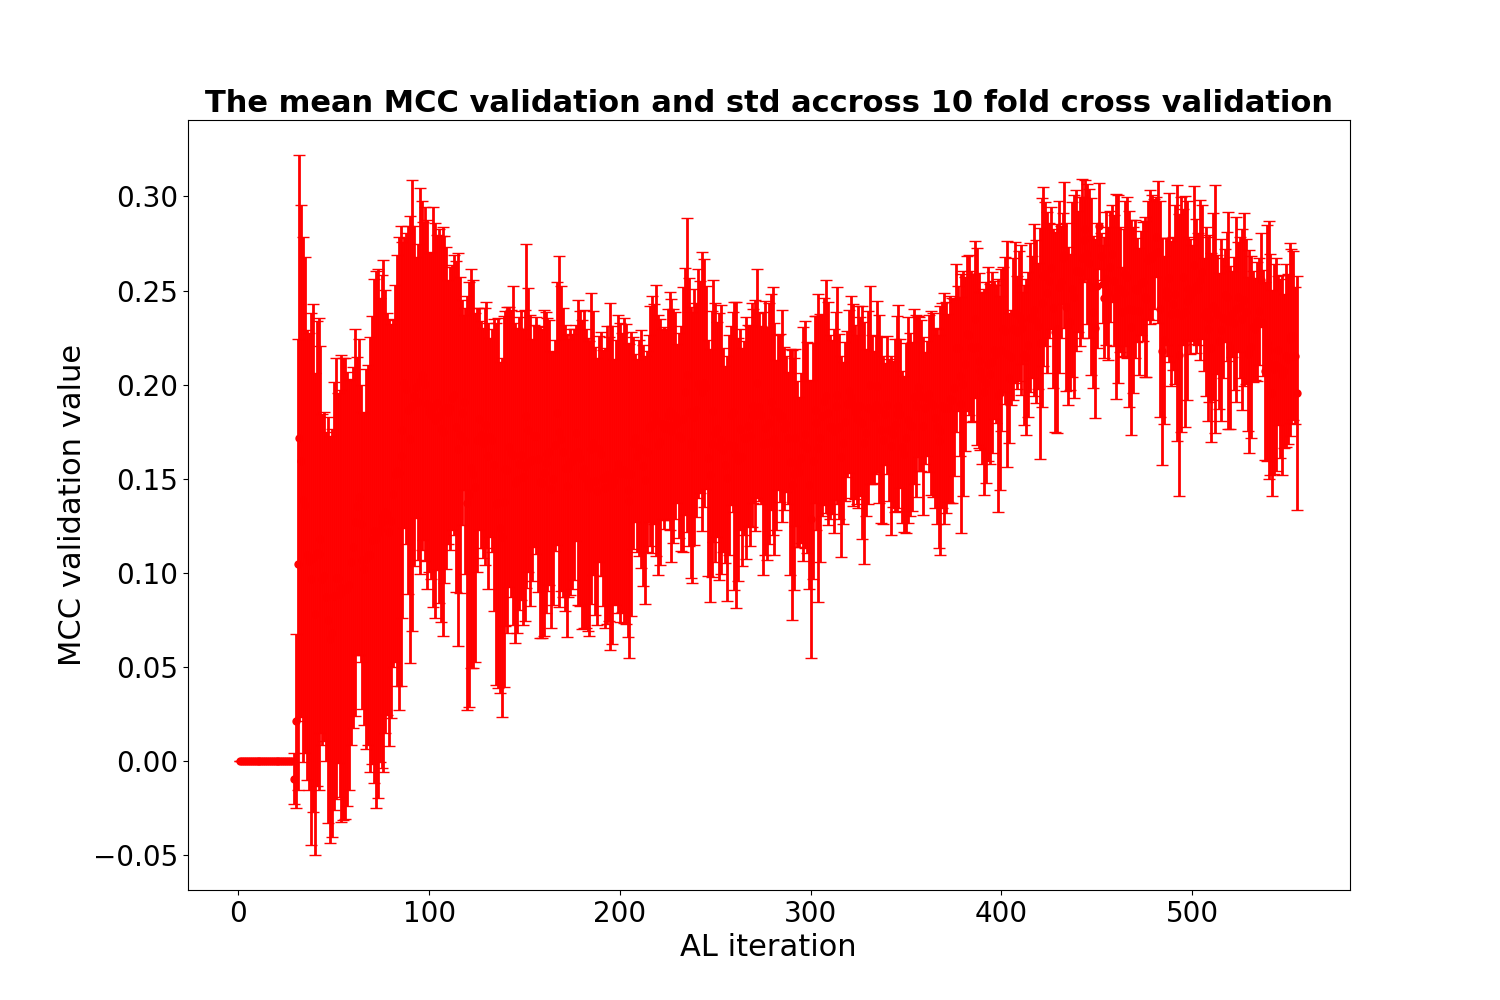 The mean MCC validation and std accross 10 fold cross validation
MCC validation value
0.30
0.25
0.20
0.15
0.10
0.05
0.00
−0.05
0 100 200 300 400 500
AL iteration